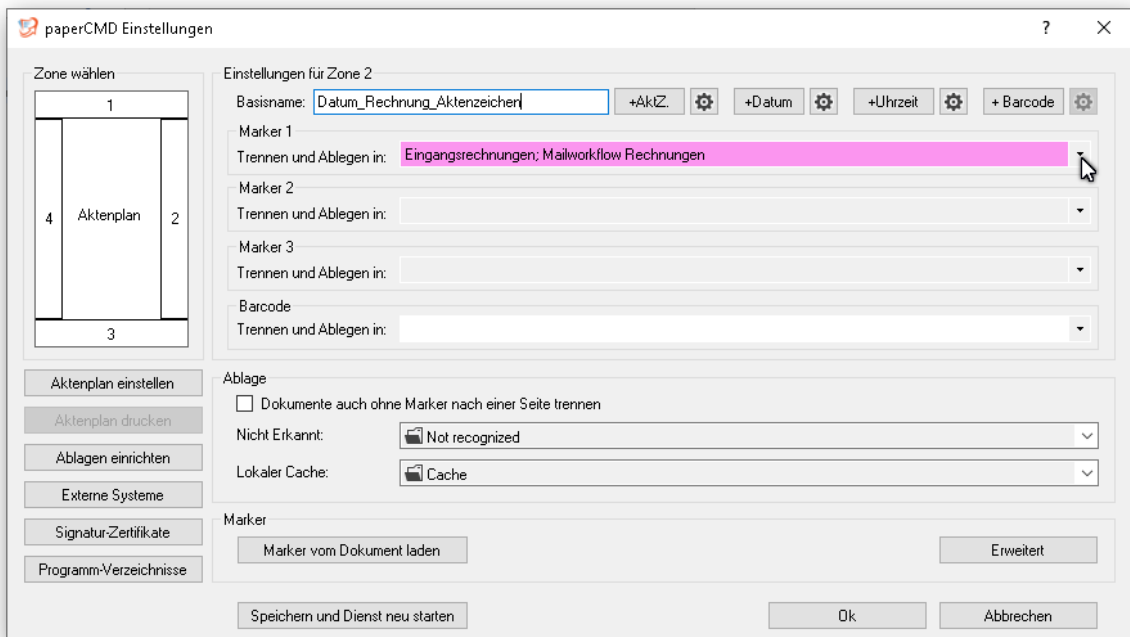 paperCMD Einstellungen
?
Zone wählen
1
4
Aktenplan
2
3
Einstellungen für Zone 2
Basisname: Datum_Rechnung_Aktenzeichen +AktZ. +Datum +Uhrzeit + Barcode
Marker 1
Trennen und Ablegen in: Eingangsrechnungen; Mailworkflow Rechnungen
Marker 2
Trennen und Ablegen in:
Marker 3
Trennen und Ablegen in:
Barcode
Trennen und Ablegen in:
Aktenplan einstellen
Aktenplan drucken
Ablagen einrichten
Externe Systeme
Signatur-Zertifikate
Programm-Verzeichnisse
Ablage
Dokumente auch ohne Marker nach einer Seite trennen
Nicht Erkannt: Not recognized
Lokaler Cache: Cache
Marker
Marker vom Dokument laden Erweitert
Speichern und Dienst neu starten Ok Abbrechen